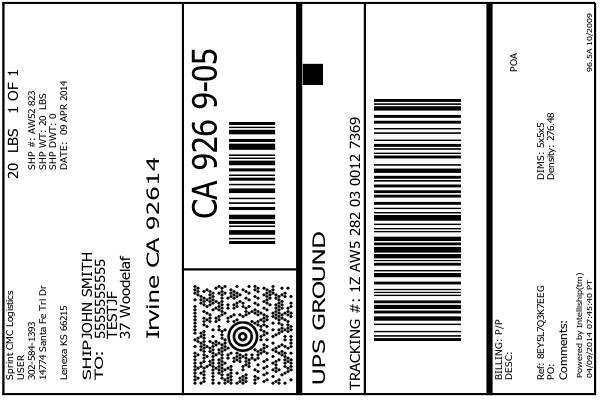 Sprint CMC Logistics
USER
302-584-1393
14774 Santa Fe Trl Dr
Lenexa KS 66215
20 LBS 1 OF 1
SHP #: AW52 823
SHP WT: 20 LBS
SHP DWT: 0
DATE: 09 APR 2014
SHIP JOHN SMITH
TO: 5555555555
TEST JF
37 Woodelaf
Irvine CA 92614
CA 926 9-05
UPS GROUND
TRACKING #: 1Z AW5 282 03 0012 7369
BILLING: P/P
DESC:
POA
Ref: 8EY5L7Q3K7EEG
PO:
Comments:
DIMS: 5x5x5
Density: 276.48
Powered by Intelliship(tm)
04/09/2014 07:45:40 PT
96.5A 10/2009